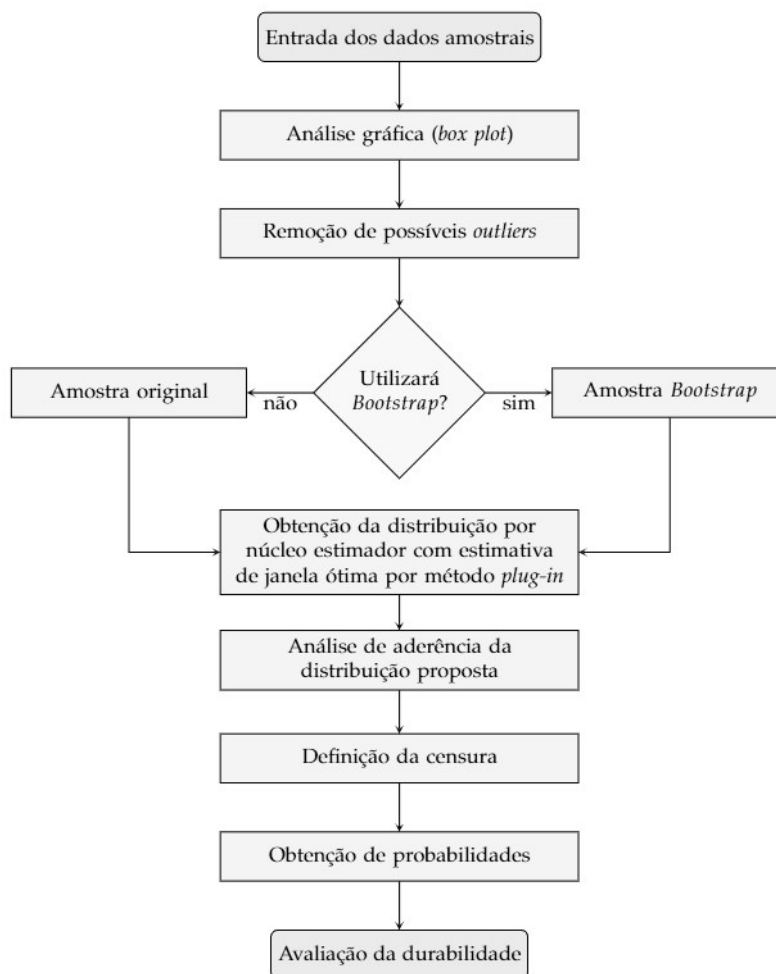 Entrada dos dados amostrais
Análise gráfica (box plot)
Remoção de possíveis outliers
Utilizará
Bootstrap?
Amostra original
não
sim
Amostra Bootstrap
Obtenção da distribuição por
núcleo estimador com estimativa
de janela ótima por método plug-in
Análise de aderência da
distribuição proposta
Definição da censura
Obtenção de probabilidades
Avaliação da durabilidade